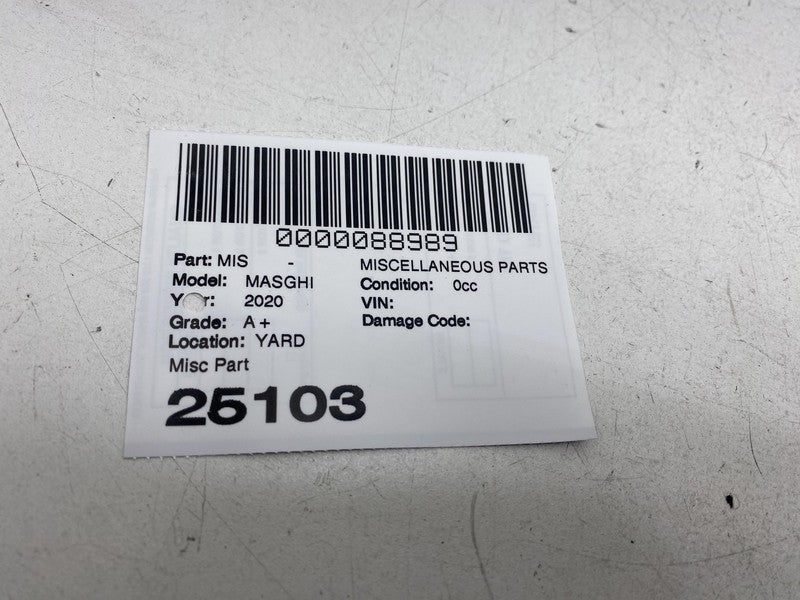 0000088989
Part: MIS - MISCELLANEOUS PARTS
Model: MASGHI Condition: 0cc
Year: 2020 VIN:
Grade: A+ Damage Code:
Location: YARD
Misc Part
25103